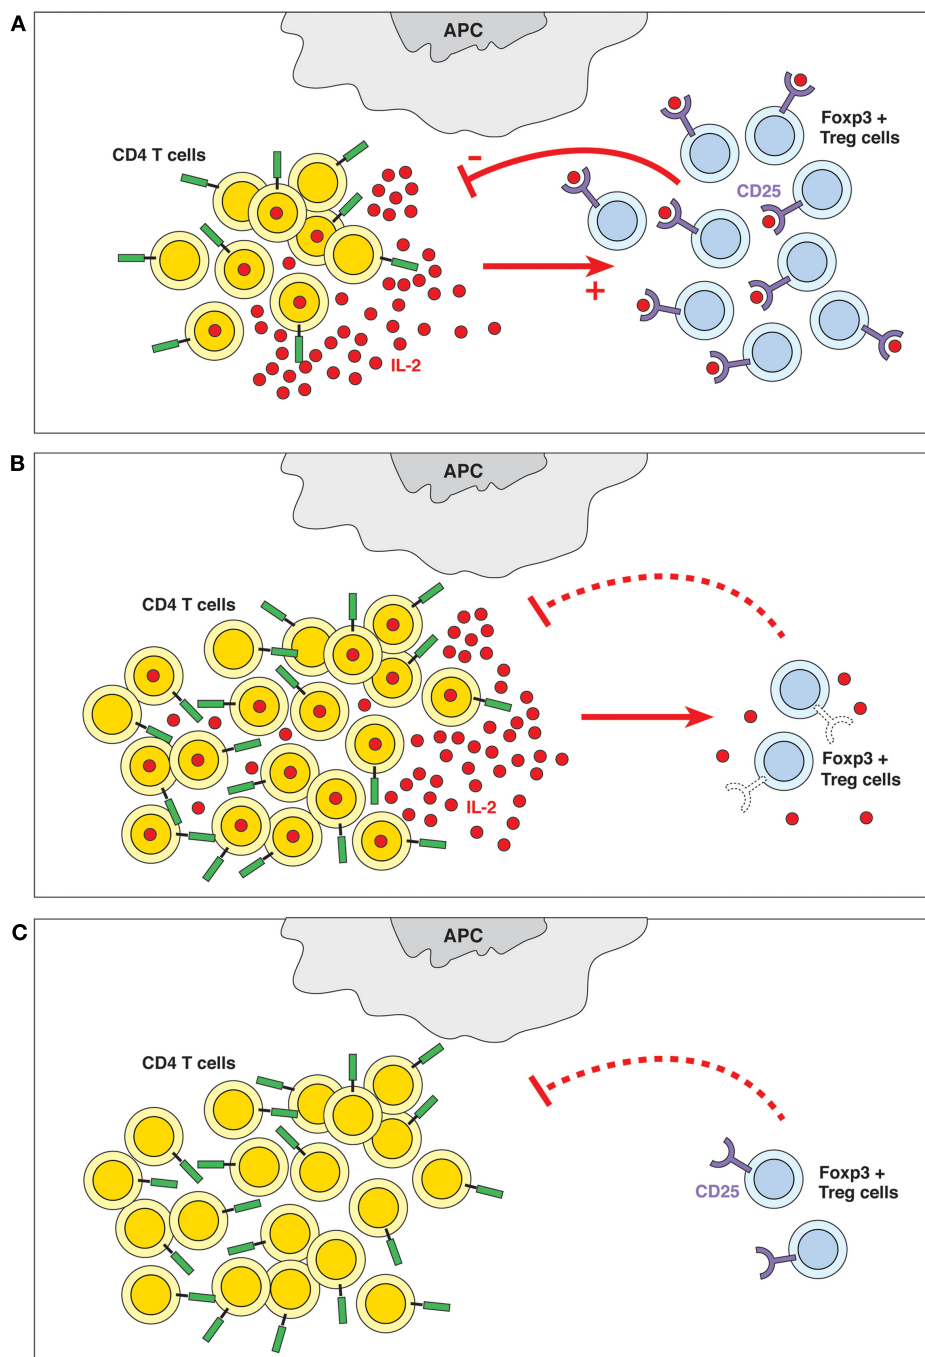 A
APC
CD4 T cells
Foxp3 +
Treg cells
-
CD25
+
IL-2
B
APC
CD4 T cells
Foxp3 +
Treg cells
IL-2
C
APC
CD4 T cells
Foxp3 +
Treg cells
CD25